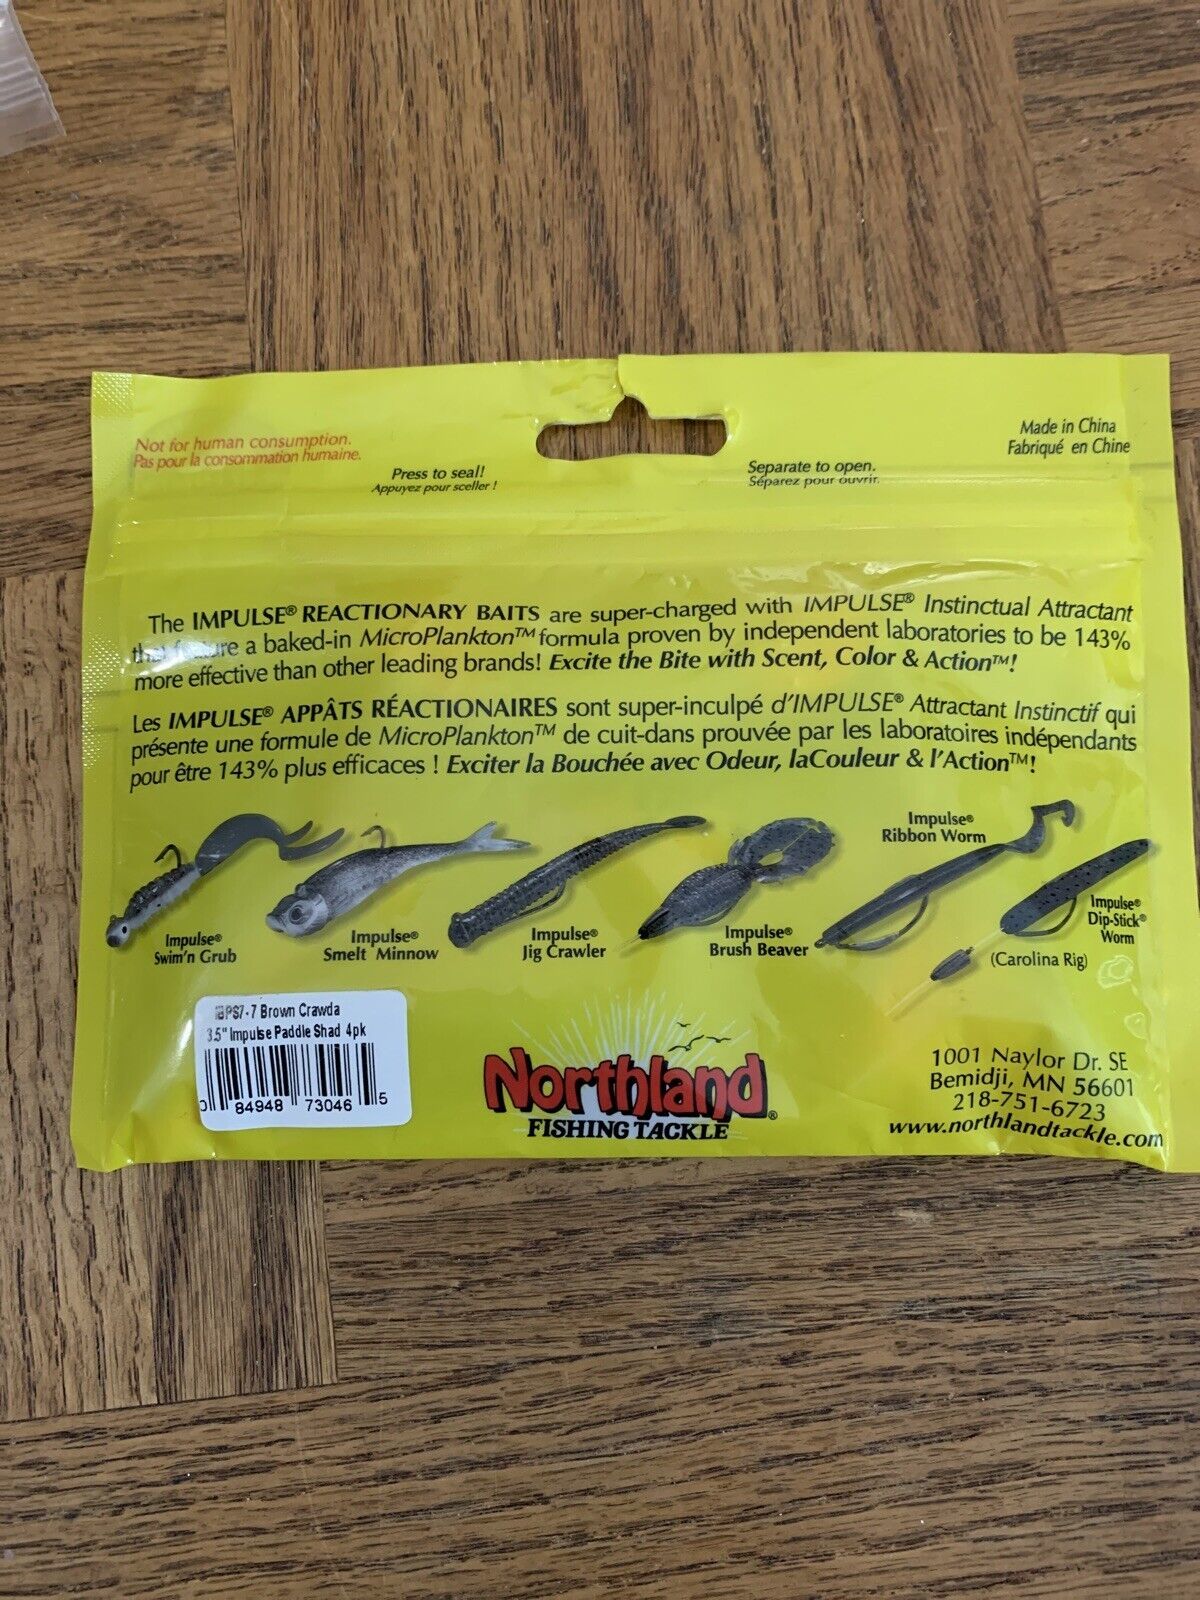 Not for human consumption.
Pas pour la consommation humaine.
Press to seal!
Appuyez pour sceller !
Separate to open.
Séparez pour ouvrir.
Made in China
Fabriqué en Chine
The IMPULSE® REACTIONARY BAITS are super-charged with IMPULSE® Instinctual Attractant
that feature a baked-in MicroPlankton™ formula proven by independent laboratories to be 143%
more effective than other leading brands! Excite the Bite with Scent, Color & Action™!
Les IMPULSE® APPÂTS RÉACTIONAIRES sont super-inculpé d'IMPULSE® Attractant Instinctif qui
présente une formule de MicroPlankton™ de cuit-dans prouvée par les laboratoires indépendants
pour être 143% plus efficaces ! Exciter la Bouchée avec Odeur, laCouleur & l'Action™!
Impulse®
Swim'n Grub
Impulse®
Smelt Minnow
Impulse®
Jig Crawler
Impulse®
Brush Beaver
Impulse®
Ribbon Worm
Impulse®
Dip-Stick®
Worm
(Carolina Rig)
7 Brown Crawda
3.5" Impulse Paddle Shad 4pk
0 84948 73046 5
Northland®
FISHING TACKLE
1001 Naylor Dr. SE
Bemidji, MN 56601
218-751-6723
www.northlandtackle.com